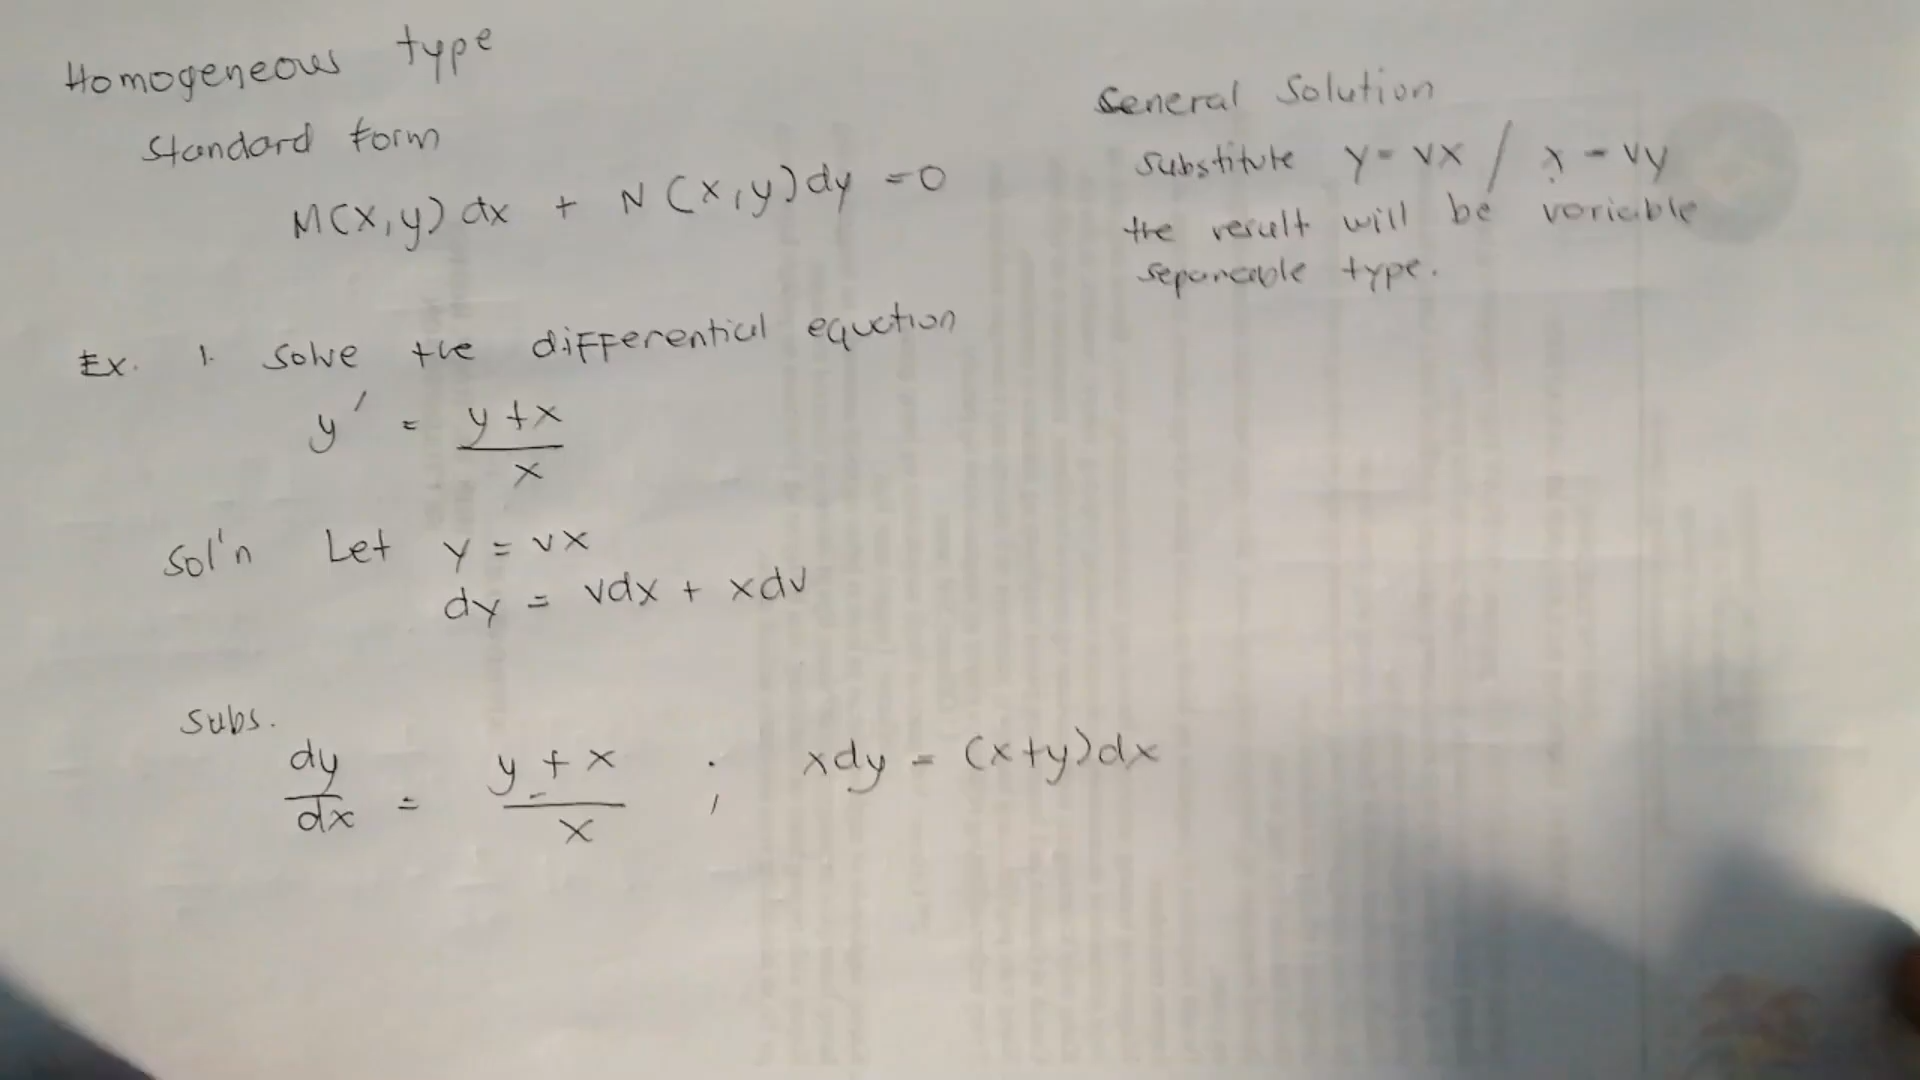 Homogeneous type
Standard form
M(x,y)dx + N(x,y)dy = 0
General Solution
substitute y = vx / x = vy
the result will be variable
separable type.
Ex. 1. Solve the differential equation
y' = y + x
x
Sol'n Let y = vx
dy = vdx + xdv
Subs.
dy/dx = y + x / x ; xdy = (x+y)dx